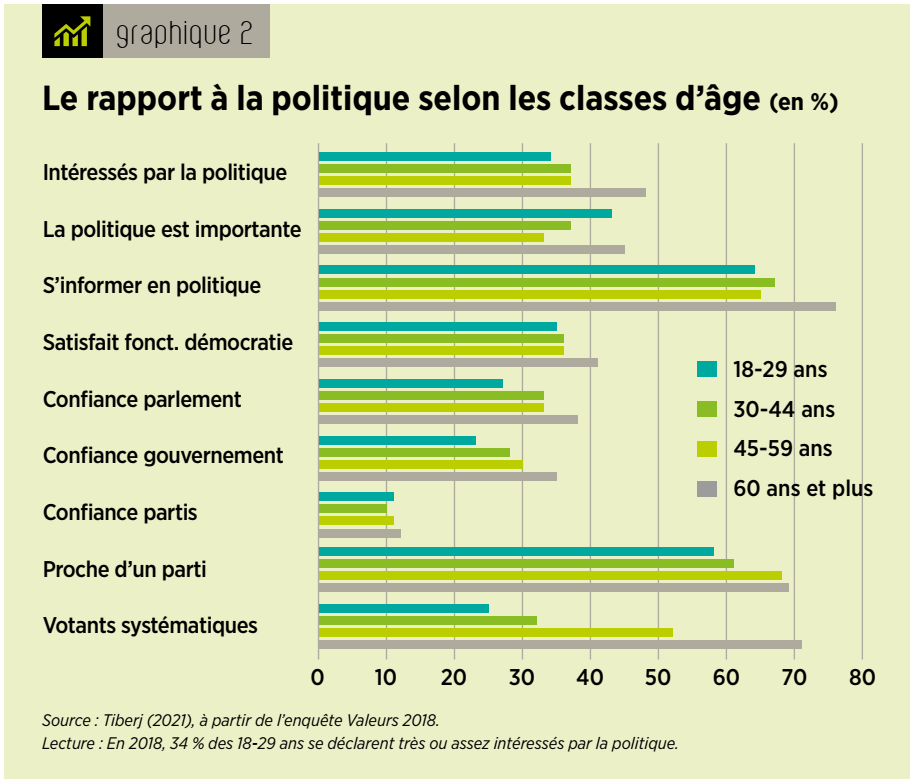 graphique 2
Le rapport à la politique selon les classes d’âge (en %)
Intéressés par la politique
La politique est importante
S’informer en politique
Satisfait fonct. démocratie
Confiance parlement
Confiance gouvernement
Confiance partis
Proche d’un parti
Votants systématiques
18-29 ans
30-44 ans
45-59 ans
60 ans et plus
0 10 20 30 40 50 60 70 80
Source : Tiberj (2021), à partir de l’enquête Valeurs 2018.
Lecture : En 2018, 34 % des 18-29 ans se déclarent très ou assez intéressés par la politique.